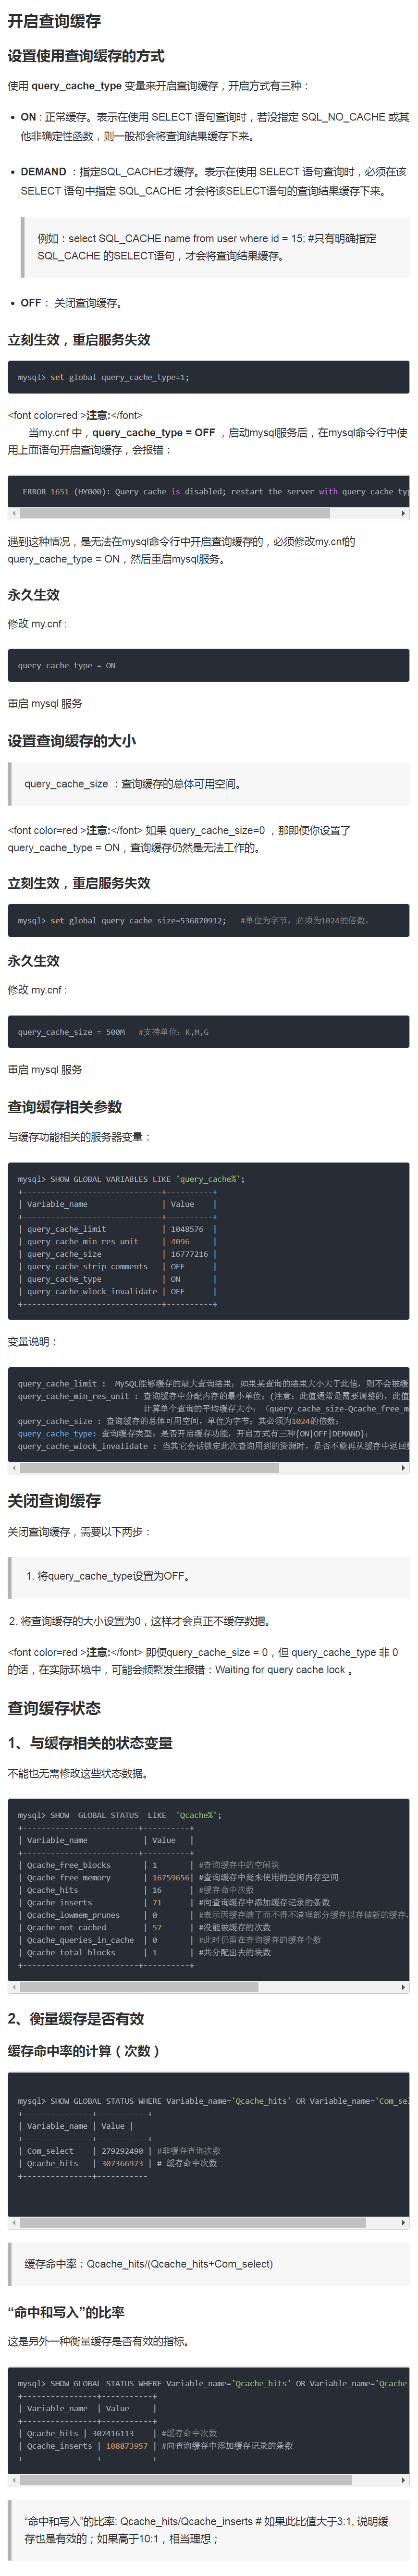 开启查询缓存
设置使用查询缓存的方式
使用 query_cache_type 变量来开启查询缓存，开启方式有三种：
• ON : 正常缓存。表示在使用 SELECT 语句查询时，若没指定 SQL_NO_CACHE 或其
他非确定性函数，则一般都会将查询结果缓存下来。
• DEMAND ：指定SQL_CACHE才缓存。表示在使用 SELECT 语句查询时，必须在该
SELECT 语句中指定 SQL_CACHE 才会将该SELECT语句的查询结果缓存下来。
例如：select SQL_CACHE name from user where id = 15; #只有明确指定
SQL_CACHE 的SELECT语句，才会将查询结果缓存。
• OFF： 关闭查询缓存。
立刻生效，重启服务失效
mysql> set global query_cache_type=1;
<font color=red >注意:</font>
当my.cnf 中，query_cache_type = OFF ，启动mysql服务后，在mysql命令行中使
用上面语句开启查询缓存，会报错：
ERROR 1651 (HY000): Query cache is disabled; restart the server with query_cache_typ
遇到这种情况，是无法在mysql命令行中开启查询缓存的，必须修改my.cnf的
query_cache_type = ON，然后重启mysql服务。
永久生效
修改 my.cnf :
query_cache_type = ON
重启 mysql 服务
设置查询缓存的大小
query_cache_size ：查询缓存的总体可用空间。
<font color=red >注意:</font> 如果 query_cache_size=0 ，那即便你设置了
query_cache_type = ON，查询缓存仍然是无法工作的。
立刻生效，重启服务失效
mysql> set global query_cache_size=536870912; #单位为字节，必须为1024的倍数。
永久生效
修改 my.cnf :
query_cache_size = 500M #支持单位：K,M,G
重启 mysql 服务
查询缓存相关参数
与缓存功能相关的服务器变量：
mysql> SHOW GLOBAL VARIABLES LIKE 'query_cache%';
+------------------------------+----------+
| Variable_name | Value |
+------------------------------+----------+
| query_cache_limit | 1048576 |
| query_cache_min_res_unit | 4096 |
| query_cache_size | 16777216 |
| query_cache_strip_comments | OFF |
| query_cache_type | ON |
| query_cache_wlock_invalidate | OFF |
+------------------------------+----------+
变量说明：
query_cache_limit : MySQL能够缓存的最大查询结果；如果某查询的结果大小大于此值，则不会被缓
query_cache_min_res_unit : 查询缓存中分配内存的最小单位；(注意：此值通常是需要调整的，此值
计算单个查询的平均缓存大小：（query_cache_size-Qcache_free_m
query_cache_size : 查询缓存的总体可用空间，单位为字节；其必须为1024的倍数；
query_cache_type: 查询缓存类型；是否开启缓存功能，开启方式有三种{ON|OFF|DEMAND}；
query_cache_wlock_invalidate : 当其它会话锁定此次查询用到的资源时，是否不能再从缓存中返回
关闭查询缓存
关闭查询缓存，需要以下两步：
1. 将query_cache_type设置为OFF。
2. 将查询缓存的大小设置为0，这样才会真正不缓存数据。
<font color=red >注意:</font> 即便query_cache_size = 0，但 query_cache_type 非 0
的话，在实际环境中，可能会频繁发生报错：Waiting for query cache lock 。
查询缓存状态
1、与缓存相关的状态变量
不能也无需修改这些状态数据。
mysql> SHOW GLOBAL STATUS LIKE 'Qcache%';
+-------------------------+----------+
| Variable_name | Value |
+-------------------------+----------+
| Qcache_free_blocks | 1 | #查询缓存中的空闲块
| Qcache_free_memory | 16759656| #查询缓存中尚未使用的空闲内存空间
| Qcache_hits | 16 | #缓存命中次数
| Qcache_inserts | 71 | #向查询缓存中添加缓存记录的条数
| Qcache_lowmem_prunes | 0 | #表示因缓存满了而不得不清理部分缓存以存储新的缓存，
| Qcache_not_cached | 57 | #没能被缓存的次数
| Qcache_queries_in_cache | 0 | #此时仍留在查询缓存的缓存个数
| Qcache_total_blocks | 1 | #共分配出去的块数
+-------------------------+----------+
2、衡量缓存是否有效
缓存命中率的计算（次数）
mysql> SHOW GLOBAL STATUS WHERE Variable_name='Qcache_hits' OR Variable_name='Com_sel
+---------------+-----------+
| Variable_name | Value |
+---------------+-----------+
| Com_select | 279292490 | #非缓存查询次数
| Qcache_hits | 307366973 | # 缓存命中次数
+---------------+-----------
缓存命中率：Qcache_hits/(Qcache_hits+Com_select)
“命中和写入”的比率
这是另外一种衡量缓存是否有效的指标。
mysql> SHOW GLOBAL STATUS WHERE Variable_name='Qcache_hits' OR Variable_name='Qcache_
+----------------+-----------+
| Variable_name | Value |
+----------------+-----------+
| Qcache_hits | 307416113 | #缓存命中次数
| Qcache_inserts | 108873957 | #向查询缓存中添加缓存记录的条数
+----------------+-----------+
“命中和写入”的比率: Qcache_hits/Qcache_inserts # 如果此比值大于3:1, 说明缓
存也是有效的；如果高于10:1，相当理想；